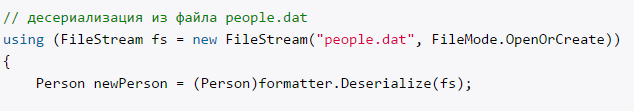 // десериализация из файла people.dat
using (FileStream fs = new FileStream("people.dat", FileMode.OpenOrCreate))
{
    Person newPerson = (Person)formatter.Deserialize(fs);